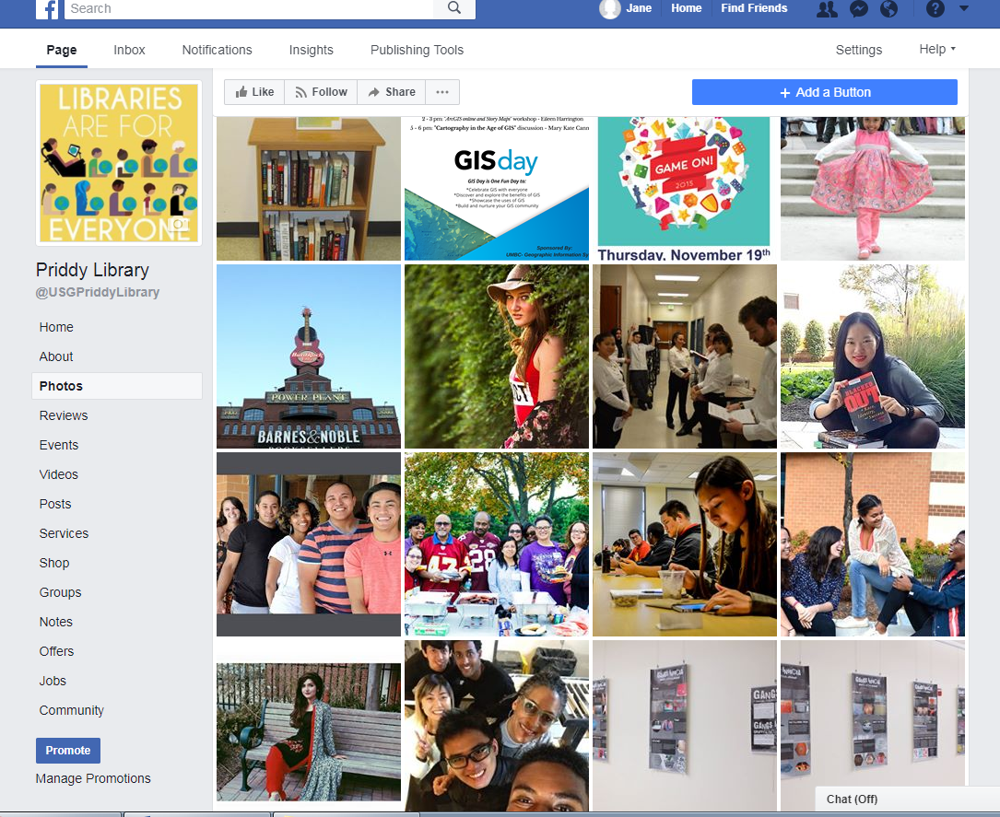 Search
Jane
Home
Find Friends
Page
Inbox
Notifications
Insights
Publishing Tools
Settings
Help
Like
Follow
Share
+ Add a Button
LIBRARIES
ARE FOR
EVERYONE
Priddy Library
@USGPriddyLibrary
Home
About
Photos
Reviews
Events
Videos
Posts
Services
Shop
Groups
Notes
Offers
Jobs
Community
Promote
Manage Promotions
2 - 3 pm: "ArcGIS online and Story Maps" workshop - Eileen Harrington
5 - 6 pm: "Cartography in the Age of GIS" discussion - Mary Kate Cann
GISday
GIS Day is One Fun Day to:
*Celebrate GIS with everyone
*Discover and explore the benefits of GIS
*Showcase the uses of GIS
*Build and nurture your GIS community
Sponsored By:
UMBC- Geographic Information Sy
GAME ON!
2015
Thursday, November 19th
Hard Rock
POWER PLANT
BARNES & NOBLE
BOOKSELLERS
BLACKED
OUT
47
28
GANGS
GANGS
Chat (Off)